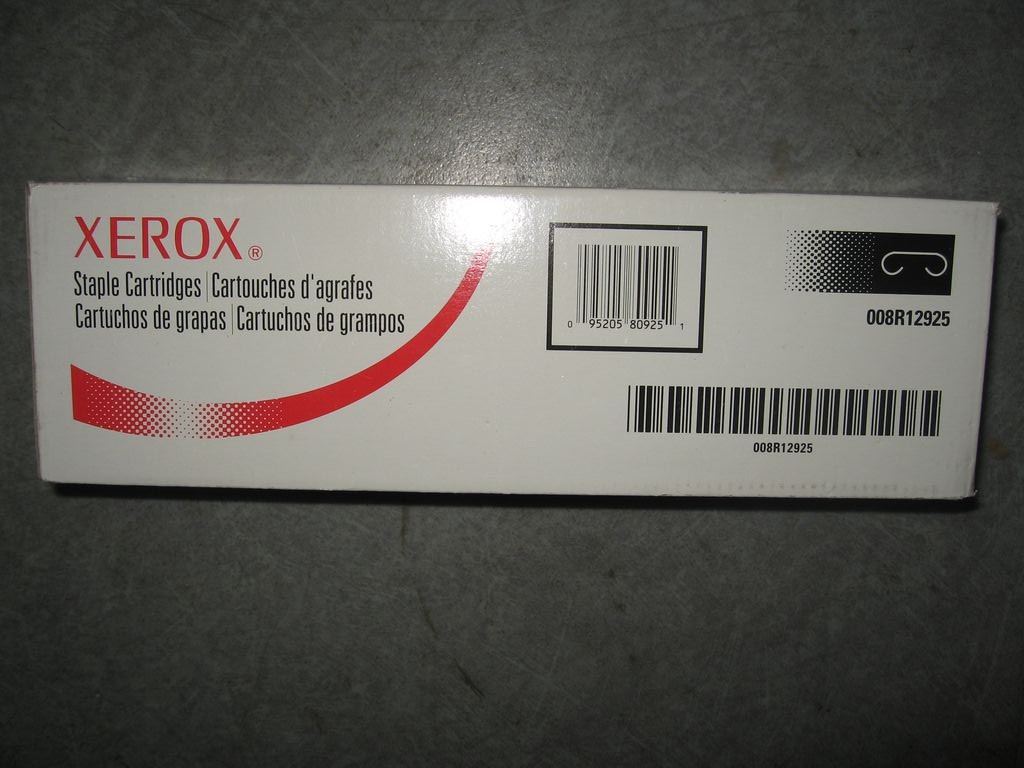 XEROX®
Staple Cartridges | Cartouches d'agrafes
Cartuchos de grapas | Cartuchos de grampos
0 95205 80925 1
008R12925
008R12925